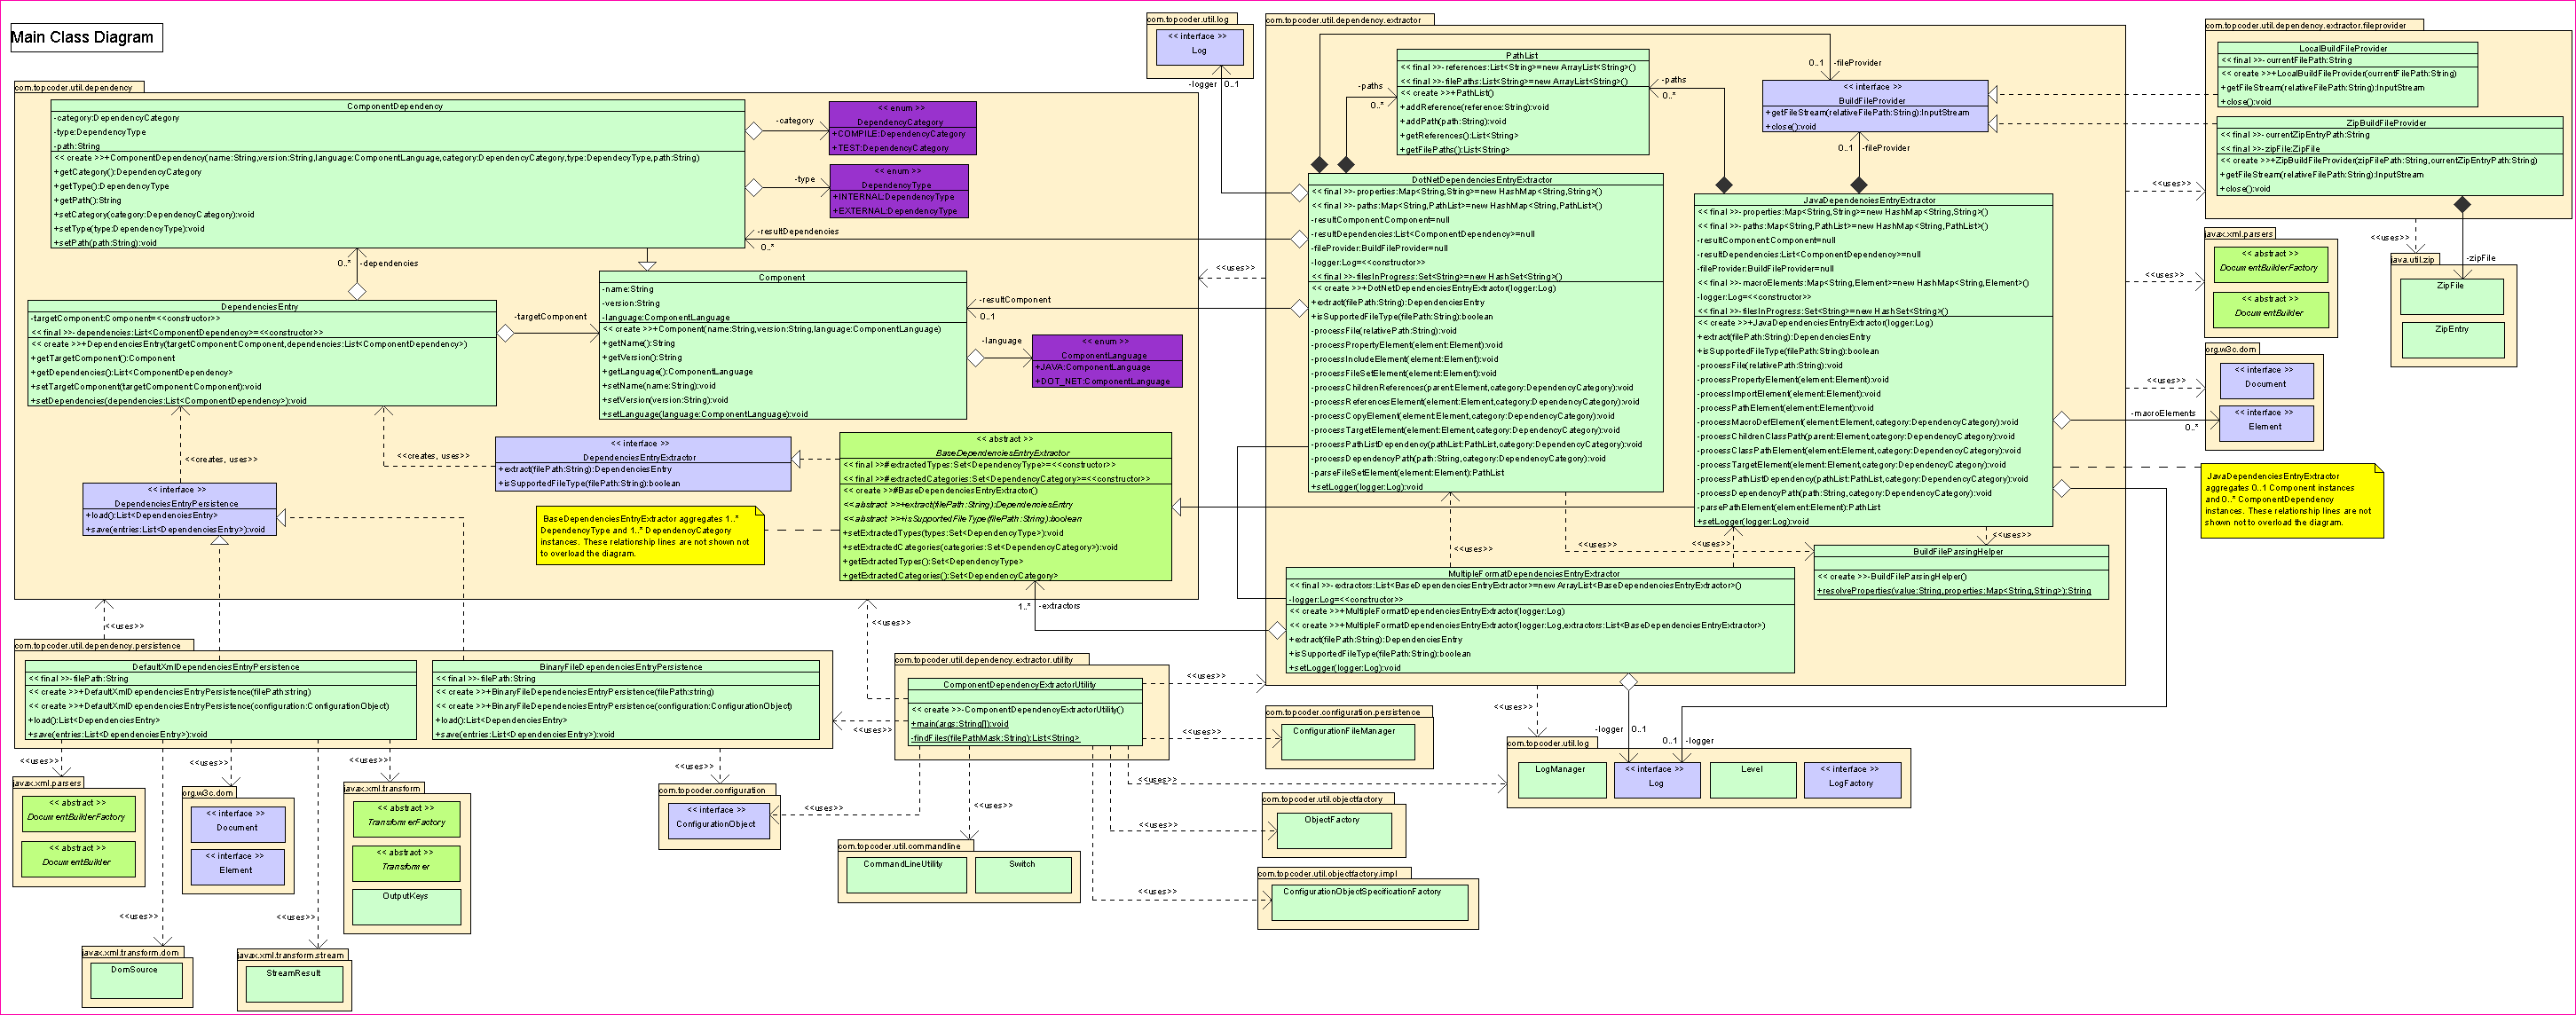 Main Class Diagram
com.topcoder.util.dependency
ComponentDependency
-category:DependencyCategory
-type:DependencyType
-path:String
<< create >>+ComponentDependency(name:String,version:String,language:ComponentLanguage,category:DependencyCategory,type:DependecyType,path:String)
+getCategory():DependencyCategory
+getType():DependencyType
+getPath():String
+setCategory(category:DependencyCategory):void
+setType(type:DependencyType):void
+setPath(path:String):void
-category
<< enum >>
DependencyCategory
+COMPILE:DependencyCategory
+TEST:DependencyCategory
-type
<< enum >>
DependencyType
+INTERNAL:DependencyType
+EXTERNAL:DependencyType
-resultDependencies
0..*
0..*
-dependencies
DependenciesEntry
-targetComponent:Component=<<constructor>>
<< final >>-dependencies:List<ComponentDependency>=<<constructor>>
<< create >>+DependenciesEntry(targetComponent:Component,dependencies:List<ComponentDependency>)
+getTargetComponent():Component
+getDependencies():List<ComponentDependency>
+setTargetComponent(targetComponent:Component):void
+setDependencies(dependencies:List<ComponentDependency>):void
-targetComponent
Component
-name:String
-version:String
-language:ComponentLanguage
<< create >>+Component(name:String,version:String,language:ComponentLanguage)
+getName():String
+getVersion():String
+getLanguage():ComponentLanguage
+setName(name:String):void
+setVersion(version:String):void
+setLanguage(language:ComponentLanguage):void
-resultComponent
0..1
-language
<< enum >>
ComponentLanguage
+JAVA:ComponentLanguage
+DOT_NET:ComponentLanguage
<<creates, uses>>
<<creates, uses>>
<< interface >>
DependenciesEntryExtractor
+extract(filePath:String):DependenciesEntry
+isSupportedFileType(filePath:String):boolean
<< interface >>
DependenciesEntryPersistence
+load():List<DependenciesEntry>
+save(entries:List<DependenciesEntry>):void
BaseDependenciesEntryExtractor aggregates 1..*
DependencyType and 1..* DependencyCategory
instances. These relationship lines are not shown not
to overload the diagram.
<< abstract >>
BaseDependenciesEntryExtractor
<< final >>#extractedTypes:Set<DependencyType>=<<constructor>>
<< final >>#extractedCategories:Set<DependencyCategory>=<<constructor>>
<< create >>#BaseDependenciesEntryExtractor()
<<abstract >>+extract(filePath:String):DependenciesEntry
<<abstract >>+isSupportedFileType(filePath:String):boolean
+setExtractedTypes(types:Set<DependencyType>):void
+setExtractedCategories(categories:Set<DependencyCategory>):void
+getExtractedTypes():Set<DependencyType>
+getExtractedCategories():Set<DependencyCategory>
1..*
-extractors
com.topcoder.util.log
<< interface >>
Log
-logger
0..1
<<uses>>
com.topcoder.util.dependency.extractor
PathList
<< final >>-references:List<String>=new ArrayList<String>()
<< final >>-filePaths:List<String>=new ArrayList<String>()
<< create >>+PathList()
+addReference(reference:String):void
+addPath(path:String):void
+getReferences():List<String>
+getFilePaths():List<String>
-paths
0..*
-paths
0..*
0..1
-fileProvider
<< interface >>
BuildFileProvider
+getFileStream(relativeFilePath:String):InputStream
+close():void
0..1
-fileProvider
DotNetDependenciesEntryExtractor
<< final >>-properties:Map<String,String>=new HashMap<String,String>()
<< final >>-paths:Map<String,PathList>=new HashMap<String,PathList>()
-resultComponent:Component=null
-resultDependencies:List<ComponentDependency>=null
-fileProvider:BuildFileProvider=null
-logger:Log=<<constructor>>
<< final >>-filesInProgress:Set<String>=new HashSet<String>()
<< create >>+DotNetDependenciesEntryExtractor(logger:Log)
+extract(filePath:String):DependenciesEntry
+isSupportedFileType(filePath:String):boolean
-processFile(relativePath:String):void
-processPropertyElement(element:Element):void
-processIncludeElement(element:Element):void
-processFileSetElement(element:Element):void
-processChildrenReferences(parent:Element,category:DependencyCategory):void
-processReferencesElement(element:Element,category:DependencyCategory):void
-processCopyElement(element:Element,category:DependencyCategory):void
-processTargetElement(element:Element,category:DependencyCategory):void
-processPathListDependency(pathList:PathList,category:DependencyCategory):void
-processDependencyPath(path:String,category:DependencyCategory):void
-parseFileSetElement(element:Element):PathList
+setLogger(logger:Log):void
JavaDependenciesEntryExtractor
<< final >>-properties:Map<String,String>=new HashMap<String,String>()
<< final >>-paths:Map<String,PathList>=new HashMap<String,PathList>()
-resultComponent:Component=null
-resultDependencies:List<ComponentDependency>=null
-fileProvider:BuildFileProvider=null
<< final >>-macroElements:Map<String,Element>=new HashMap<String,Element>()
-logger:Log=<<constructor>>
<< final >>-filesInProgress:Set<String>=new HashSet<String>()
<< create >>+JavaDependenciesEntryExtractor(logger:Log)
+extract(filePath:String):DependenciesEntry
+isSupportedFileType(filePath:String):boolean
-processFile(relativePath:String):void
-processPropertyElement(element:Element):void
-processImportElement(element:Element):void
-processPathElement(element:Element):void
-processMacroDefElement(element:Element,category:DependencyCategory):void
-processChildrenClassPath(parent:Element,category:DependencyCategory):void
-processClassPathElement(element:Element,category:DependencyCategory):void
-processTargetElement(element:Element,category:DependencyCategory):void
-processPathListDependency(pathList:PathList,category:DependencyCategory):void
-processDependencyPath(path:String,category:DependencyCategory):void
-parsePathElement(element:Element):PathList
+setLogger(logger:Log):void
<<uses>>
<<uses>>
<<uses>>
<<uses>>
BuildFileParsingHelper
<< create >>-BuildFileParsingHelper()
+resolveProperties(value:String,properties:Map<String,String>):String
MultipleFormatDependenciesEntryExtractor
<< final >>-extractors:List<BaseDependenciesEntryExtractor>=new ArrayList<BaseDependenciesEntryExtractor>()
-logger:Log=<<constructor>>
<< create >>+MultipleFormatDependenciesEntryExtractor(logger:Log)
<< create >>+MultipleFormatDependenciesEntryExtractor(logger:Log,extractors:List<BaseDependenciesEntryExtractor>)
+extract(filePath:String):DependenciesEntry
+isSupportedFileType(filePath:String):boolean
+setLogger(logger:Log):void
com.topcoder.util.dependency.extractor.fileprovider
LocalBuildFileProvider
<< final >>-currentFilePath:String
<< create >>+LocalBuildFileProvider(currentFilePath:String)
+getFileStream(relativeFilePath:String):InputStream
+close():void
ZipBuildFileProvider
<< final >>-currentZipEntryPath:String
<< final >>-zipFile:ZipFile
<< create >>+ZipBuildFileProvider(zipFilePath:String,currentZipEntryPath:String)
+getFileStream(relativeFilePath:String):InputStream
+close():void
<<uses>>
<<uses>>
javax.xml.parsers
<< abstract >>
DocumentBuilderFactory
<< abstract >>
DocumentBuilder
<<uses>>
java.util.zip
-zipFile
ZipFile
ZipEntry
org.w3c.dom
<< interface >>
Document
<< interface >>
Element
<<uses>>
-macroElements
0..*
JavaDependenciesEntryExtractor
aggregates 0..1 Component instances
and 0..* ComponentDependency
instances. These relationship lines are not
shown not to overload the diagram.
<<uses>>
com.topcoder.util.dependency.persistence
DefaultXmlDependenciesEntryPersistence
<< final >>-filePath:String
<< create >>+DefaultXmlDependenciesEntryPersistence(filePath:string)
<< create >>+DefaultXmlDependenciesEntryPersistence(configuration:ConfigurationObject)
+load():List<DependenciesEntry>
+save(entries:List<DependenciesEntry>):void
BinaryFileDependenciesEntryPersistence
<< final >>-filePath:String
<< create >>+BinaryFileDependenciesEntryPersistence(filePath:string)
<< create >>+BinaryFileDependenciesEntryPersistence(configuration:ConfigurationObject)
+load():List<DependenciesEntry>
+save(entries:List<DependenciesEntry>):void
<<uses>>
com.topcoder.util.dependency.extractor.utility
ComponentDependencyExtractorUtility
<< create >>-ComponentDependencyExtractorUtility()
+main(args:String[]):void
-findFiles(filePathMask:String):List<String>
<<uses>>
<<uses>>
<<uses>>
com.topcoder.configuration.persistence
ConfigurationFileManager
<<uses>>
-logger
0..1
0..1
-logger
com.topcoder.util.log
LogManager
<< interface >>
Log
Level
<< interface >>
LogFactory
<<uses>>
<<uses>>
<<uses>>
<<uses>>
<<uses>>
javax.xml.parsers
<< abstract >>
DocumentBuilderFactory
<< abstract >>
DocumentBuilder
org.w3c.dom
<< interface >>
Document
<< interface >>
Element
javax.xml.transform
<< abstract >>
TransformerFactory
<< abstract >>
Transformer
OutputKeys
com.topcoder.configuration
<< interface >>
ConfigurationObject
<<uses>>
<<uses>>
com.topcoder.util.commandline
CommandLineUtility
Switch
com.topcoder.util.objectfactory
ObjectFactory
<<uses>>
com.topcoder.util.objectfactory.impl
ConfigurationObjectSpecificationFactory
<<uses>>
<<uses>>
<<uses>>
javax.xml.transform.dom
DomSource
javax.xml.transform.stream
StreamResult